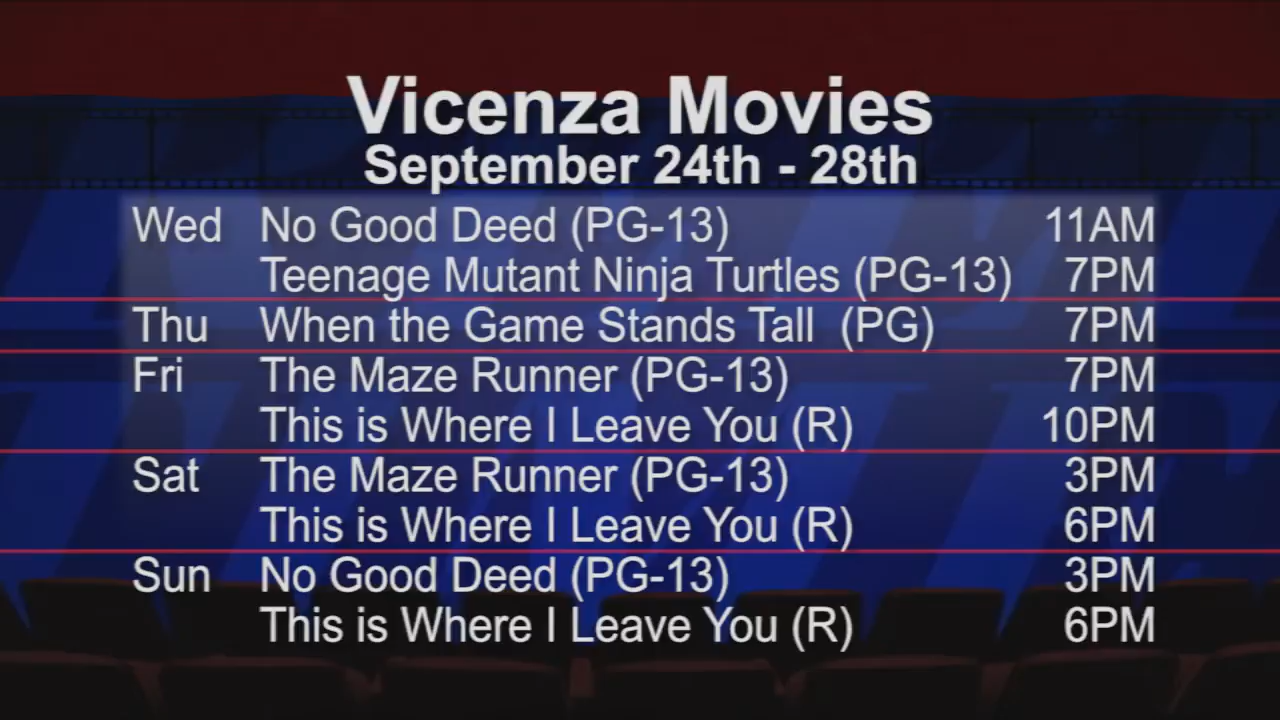 Vicenza Movies
September 24th - 28th
Wed No Good Deed (PG-13) 11AM
Teenage Mutant Ninja Turtles (PG-13) 7PM
Thu When the Game Stands Tall (PG) 7PM
Fri The Maze Runner (PG-13) 7PM
This is Where I Leave You (R) 10PM
Sat The Maze Runner (PG-13) 3PM
This is Where I Leave You (R) 6PM
Sun No Good Deed (PG-13) 3PM
This is Where I Leave You (R) 6PM